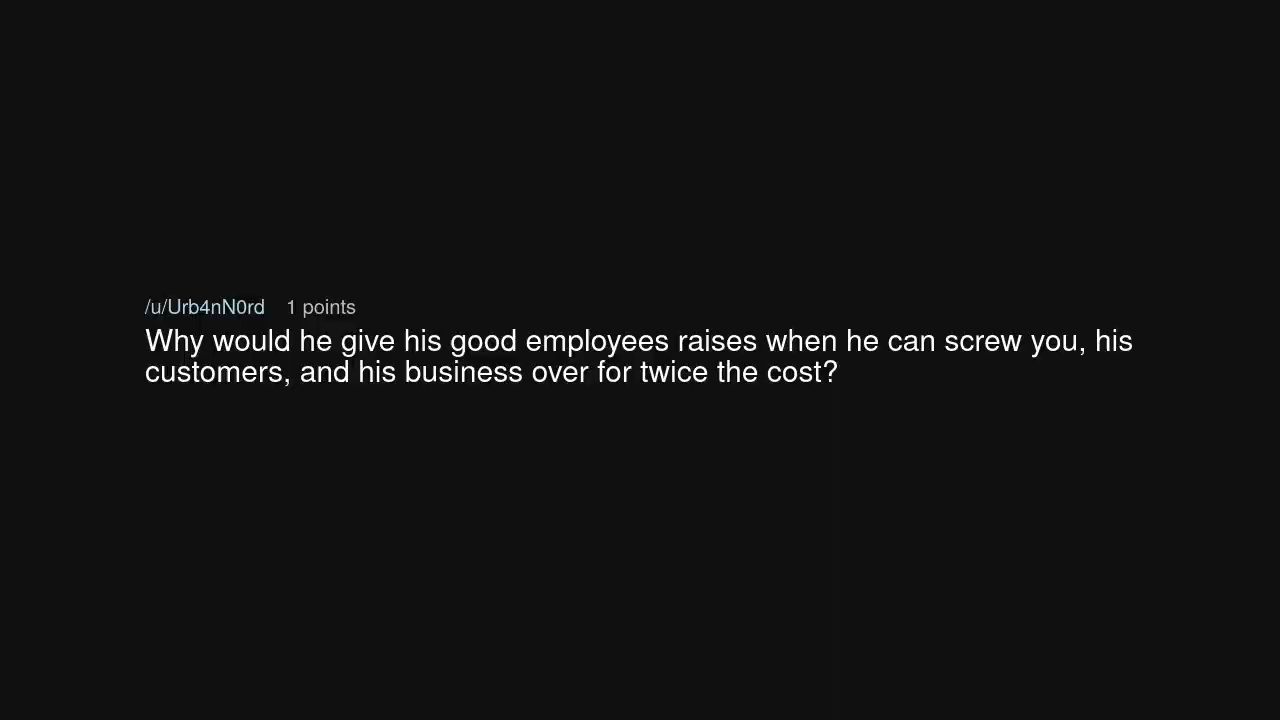 /u/Urb4nN0rd 1 points
Why would he give his good employees raises when he can screw you, his
customers, and his business over for twice the cost?